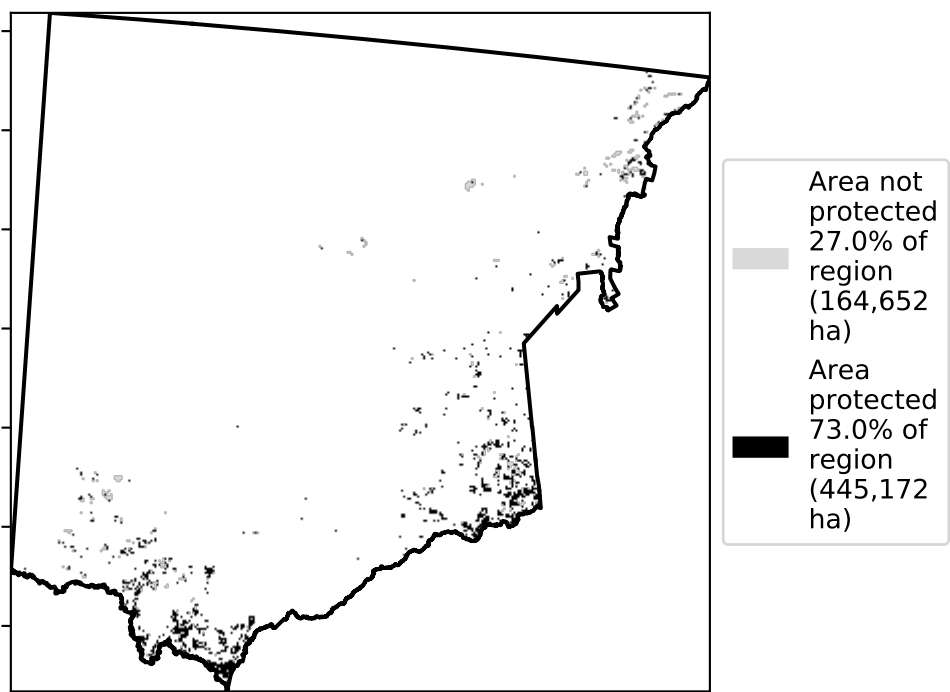 Area not
protected
27.0% of
region
(164,652
ha)
Area
protected
73.0% of
region
(445,172
ha)